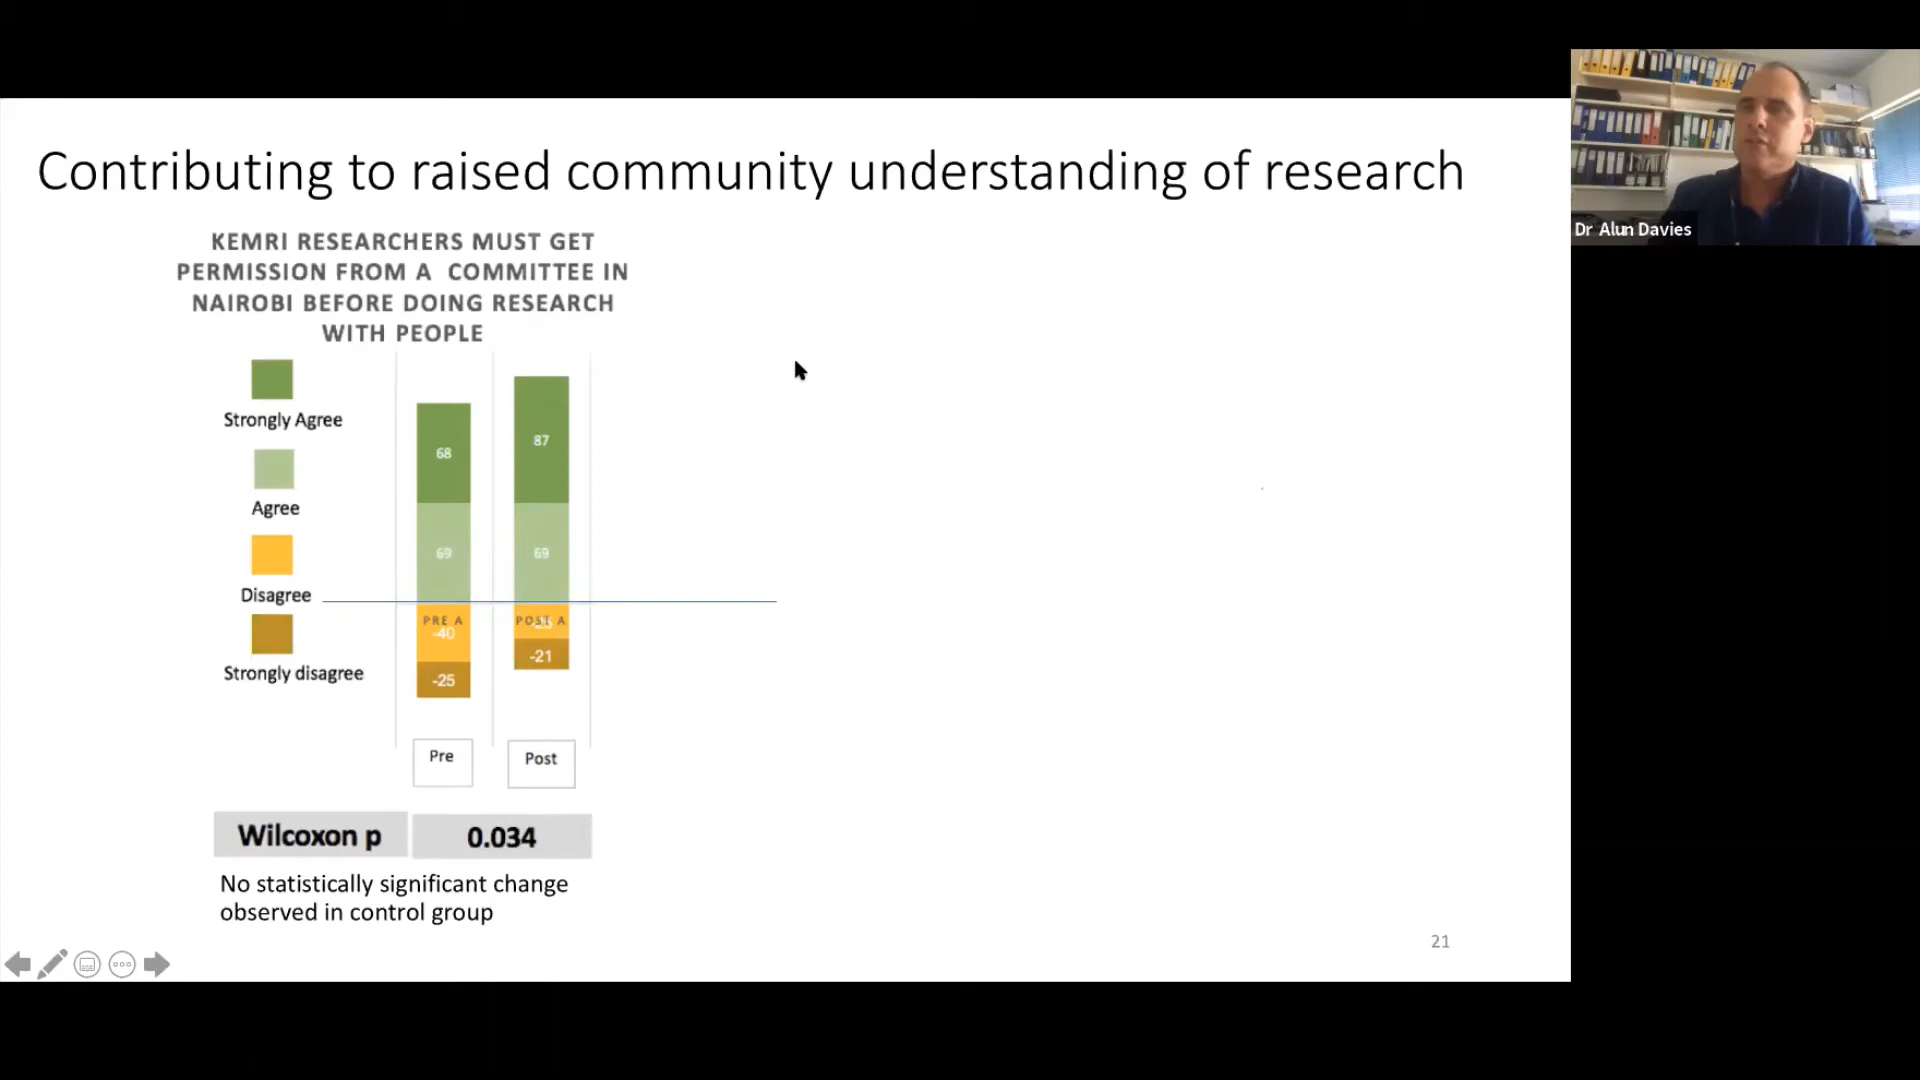 Contributing to raised community understanding of research
KEMRI RESEARCHERS MUST GET
PERMISSION FROM A COMMITTEE IN
NAIROBI BEFORE DOING RESEARCH
WITH PEOPLE
Strongly Agree
Agree
Disagree
Strongly disagree
68
87
69
69
PRE A
POST A
-40
-21
-25
Pre
Post
Wilcoxon p
0.034
No statistically significant change
observed in control group
21
Dr Alun Davies